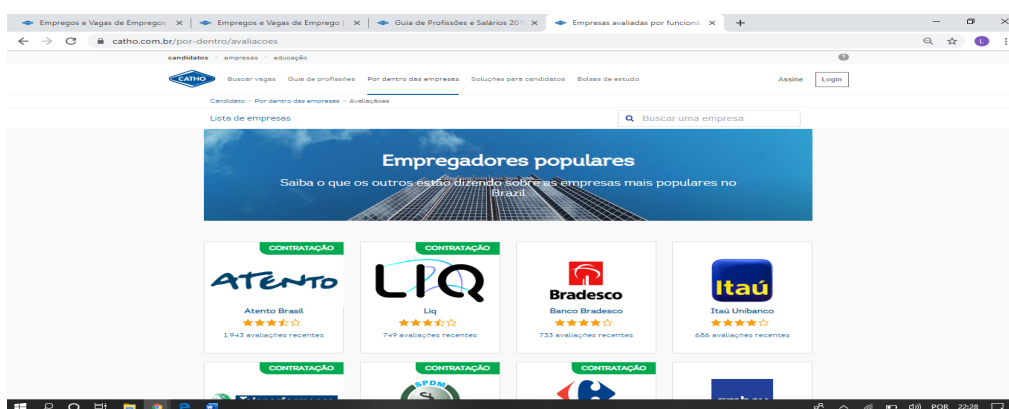 Empregos e Vagas de Empregos
Empregos e Vagas de Emprego |
Guia de Profissões e Salários 201
Empresas avaliadas por funcioná
catho.com.br/por-dentro/avaliacoes
L
candidatos
empresas
educação
CATHO
Buscar vagas
Guia de profissões
Por dentro das empresas
Soluções para candidatos
Bolsas de estudo
Assine
Login
Candidato > Por dentro das empresas > Avaliações
Lista de empresas
Buscar uma empresa
Empregadores populares
Saiba o que os outros estão dizendo sobre as empresas mais populares no
Brazil
CONTRATAÇÃO
CONTRATAÇÃO
ATENTO
LIQ
Bradesco
Itaú
Atento Brasil
Liq
Banco Bradesco
Itaú Unibanco
1.943 avaliações recentes
749 avaliações recentes
733 avaliações recentes
686 avaliações recentes
CONTRATAÇÃO
CONTRATAÇÃO
CONTRATAÇÃO
SPDM
POR
22:28